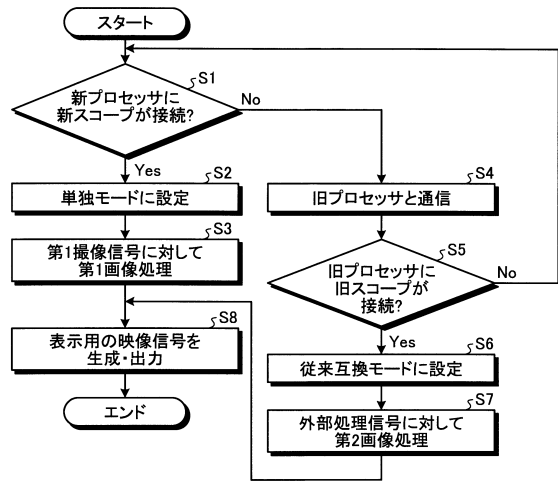 スタート
S1
新プロセッサに
新スコープが接続?
No
Yes
S2
単独モードに設定
S3
第1撮像信号に対して
第1画像処理
S4
旧プロセッサと通信
S5
旧プロセッサに
旧スコープが
接続?
No
Yes
S6
従来互換モードに設定
S7
外部処理信号に対して
第2画像処理
S8
表示用の映像信号を
生成・出力
エンド